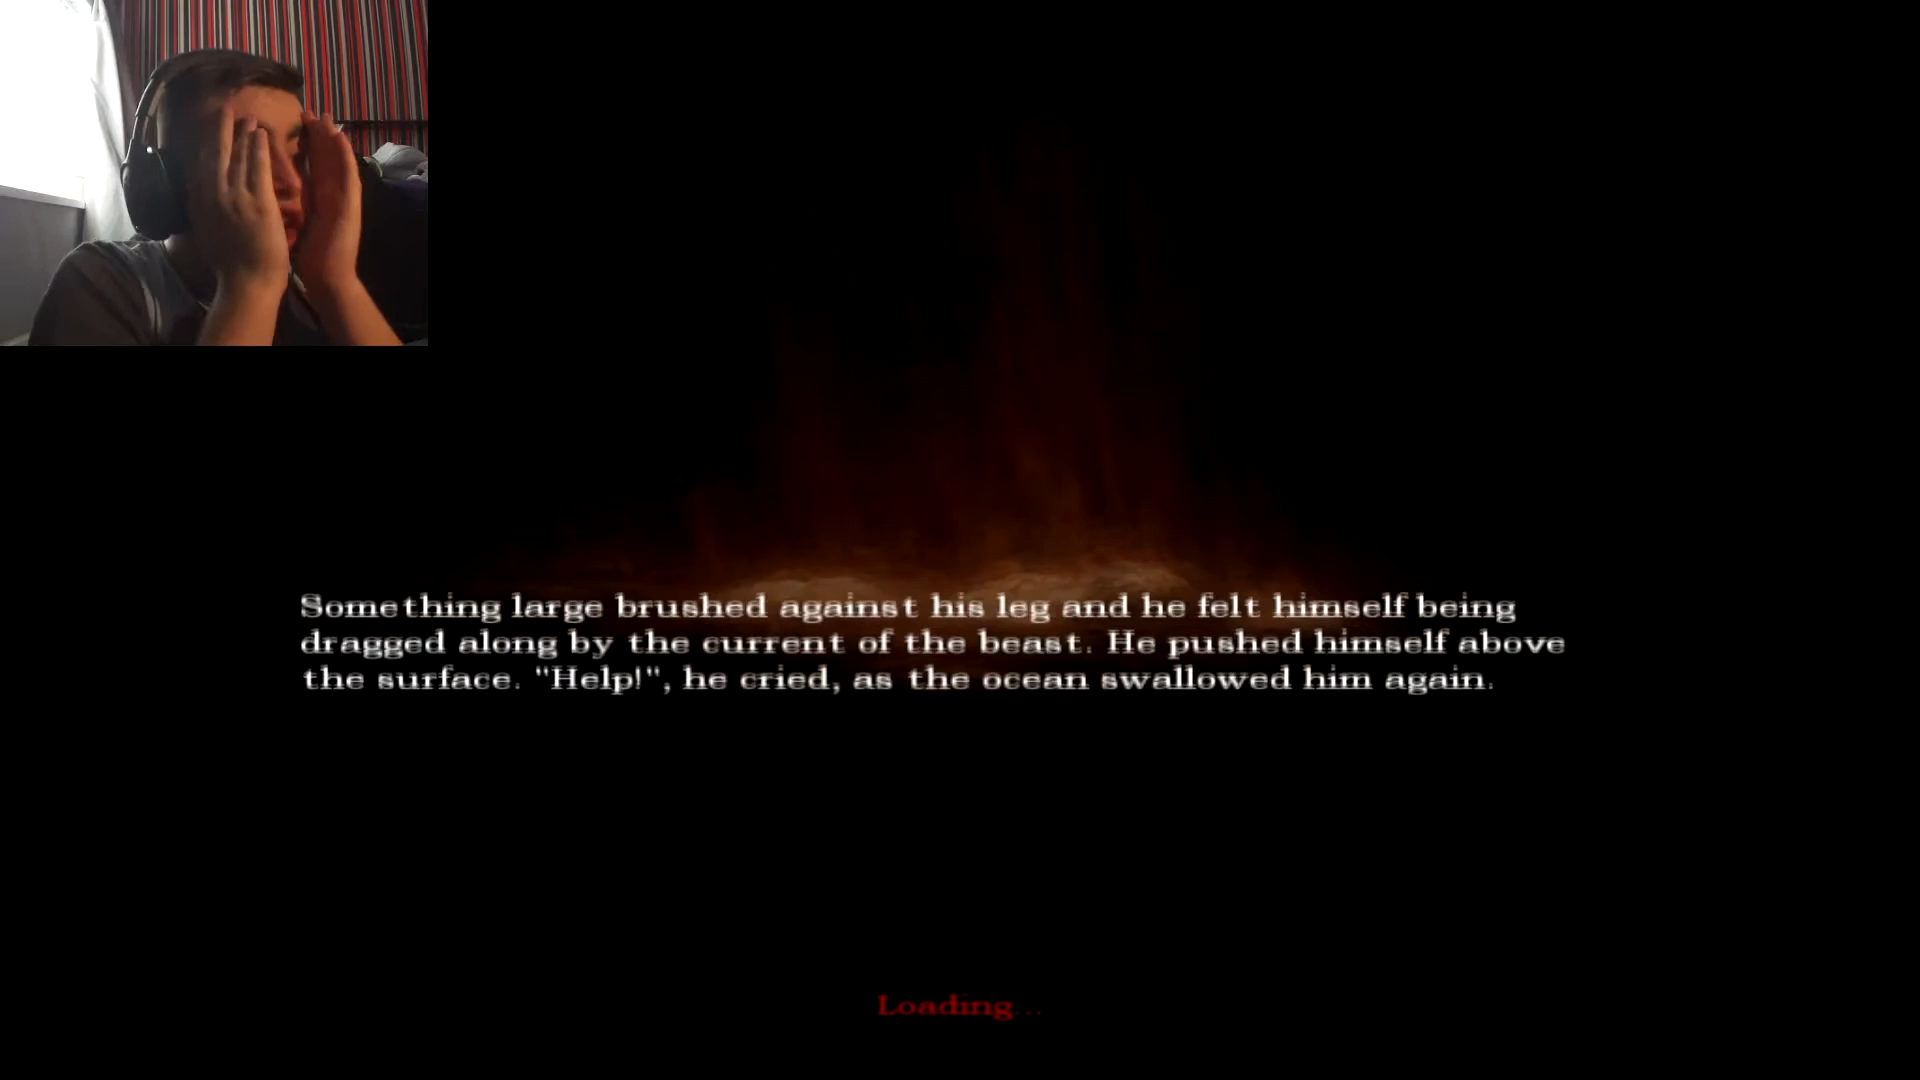 Something large brushed against his leg and he felt himself being
dragged along by the current of the beast. He pushed himself above
the surface. "Help!", he cried, as the ocean swallowed him again.
Loading...